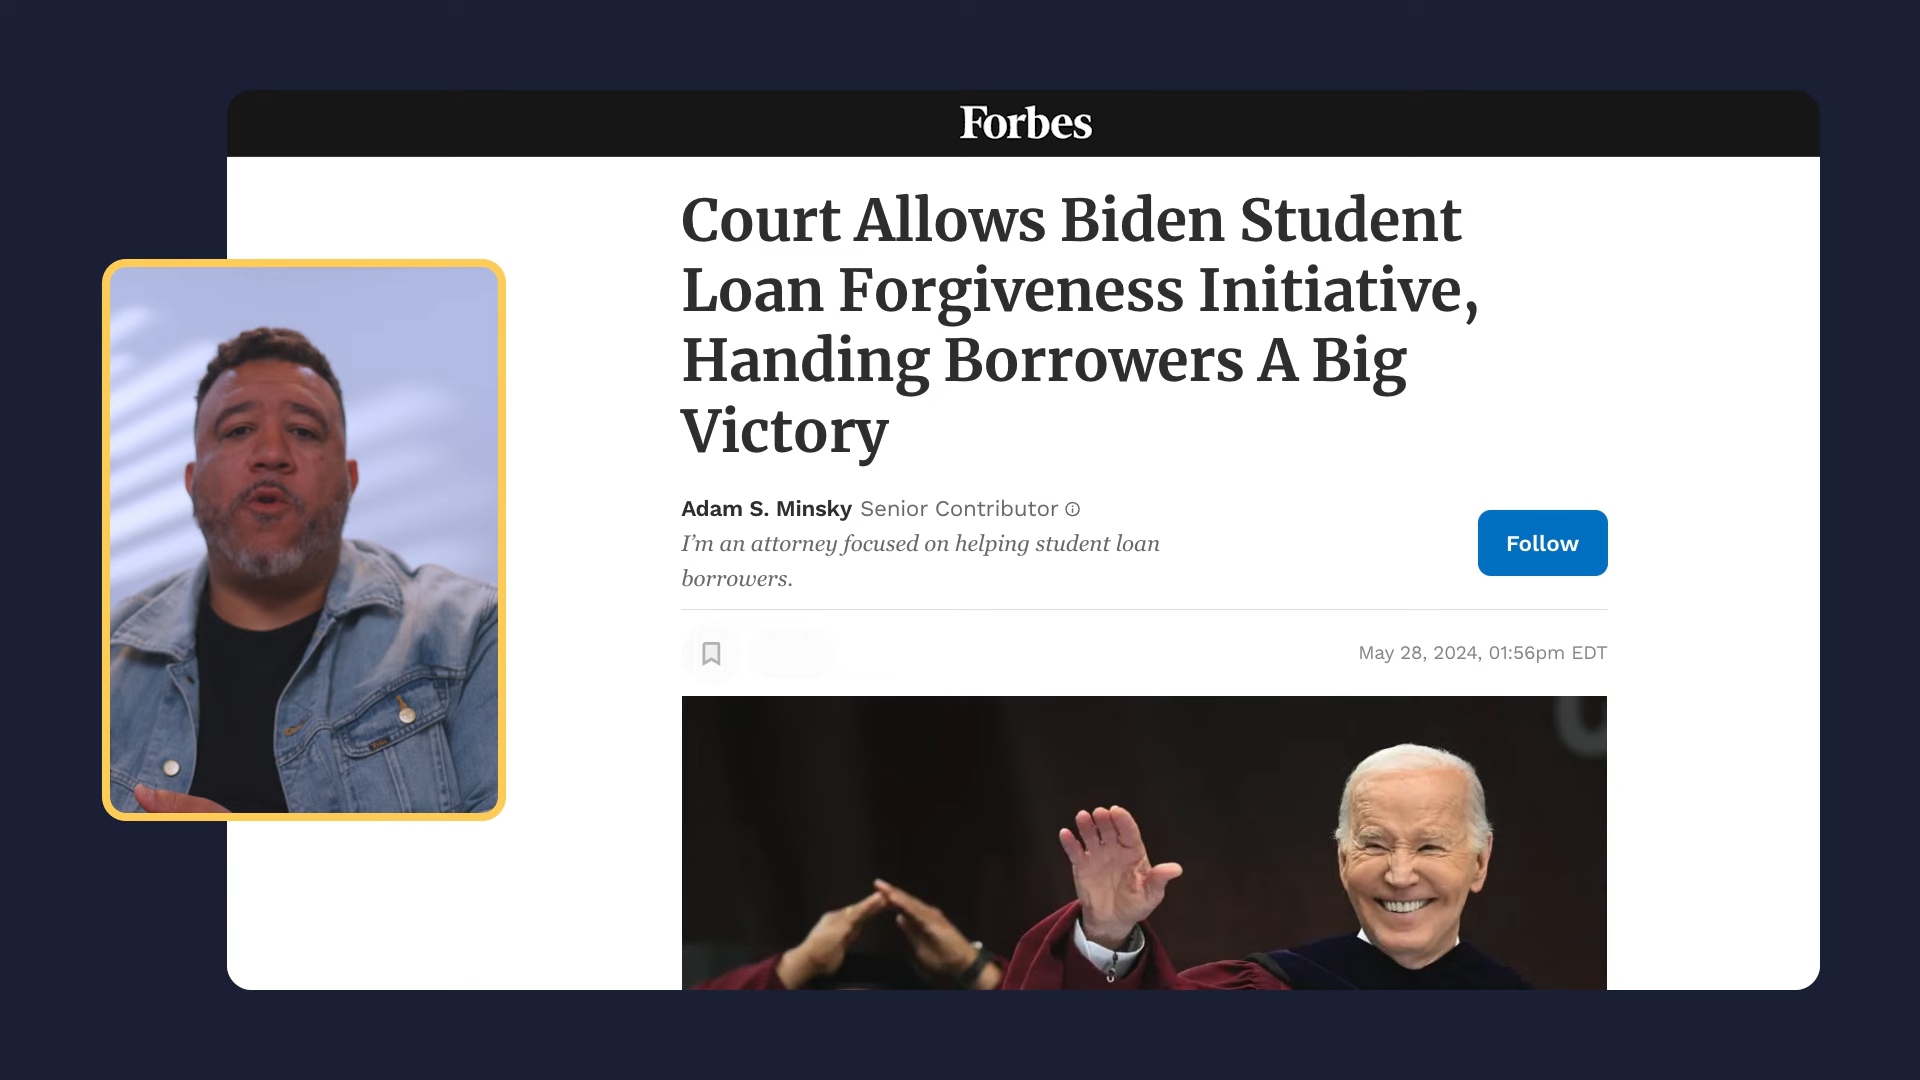 Forbes
Court Allows Biden Student
Loan Forgiveness Initiative,
Handing Borrowers A Big
Victory
Adam S. Minsky Senior Contributor
I'm an attorney focused on helping student loan
borrowers.
Follow
May 28, 2024, 01:56pm EDT